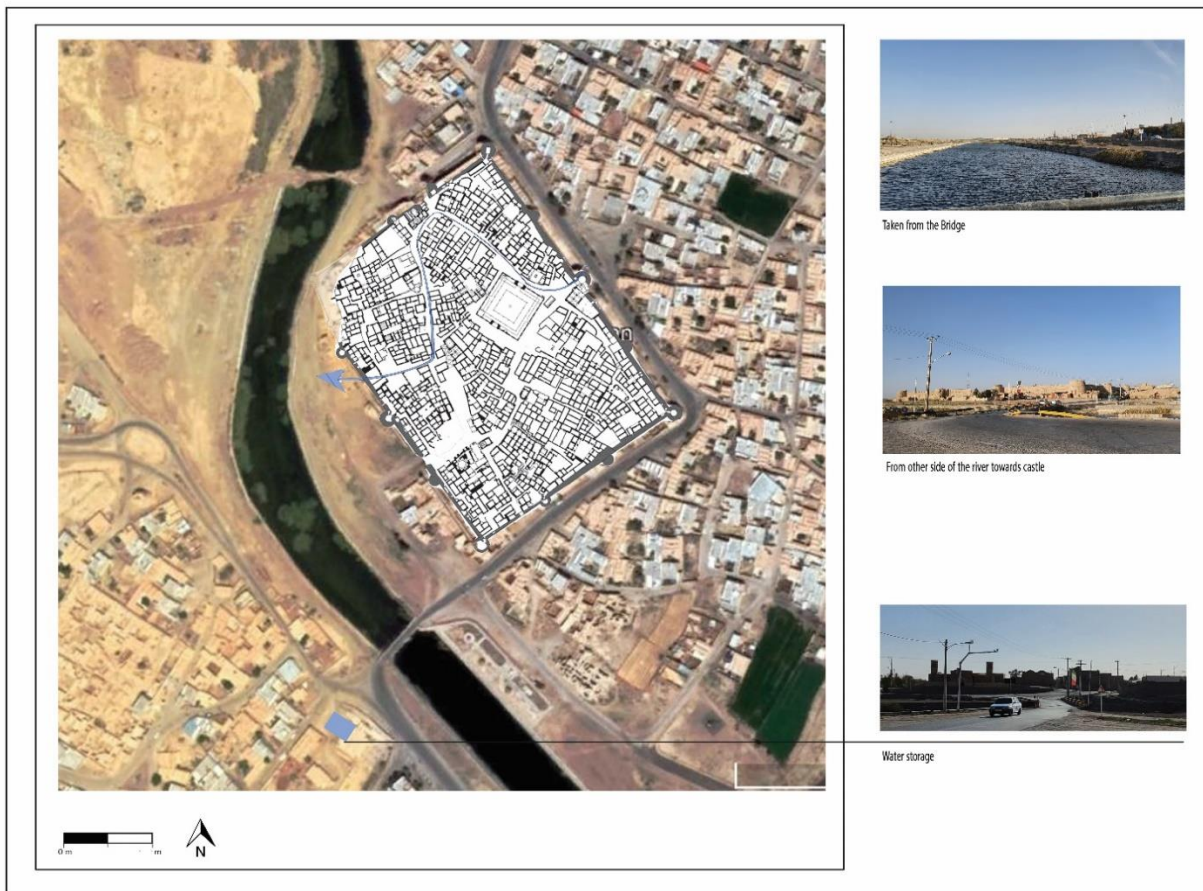 Taken from the Bridge
From other side of the river towards castle
Water storage
0 m
m
N